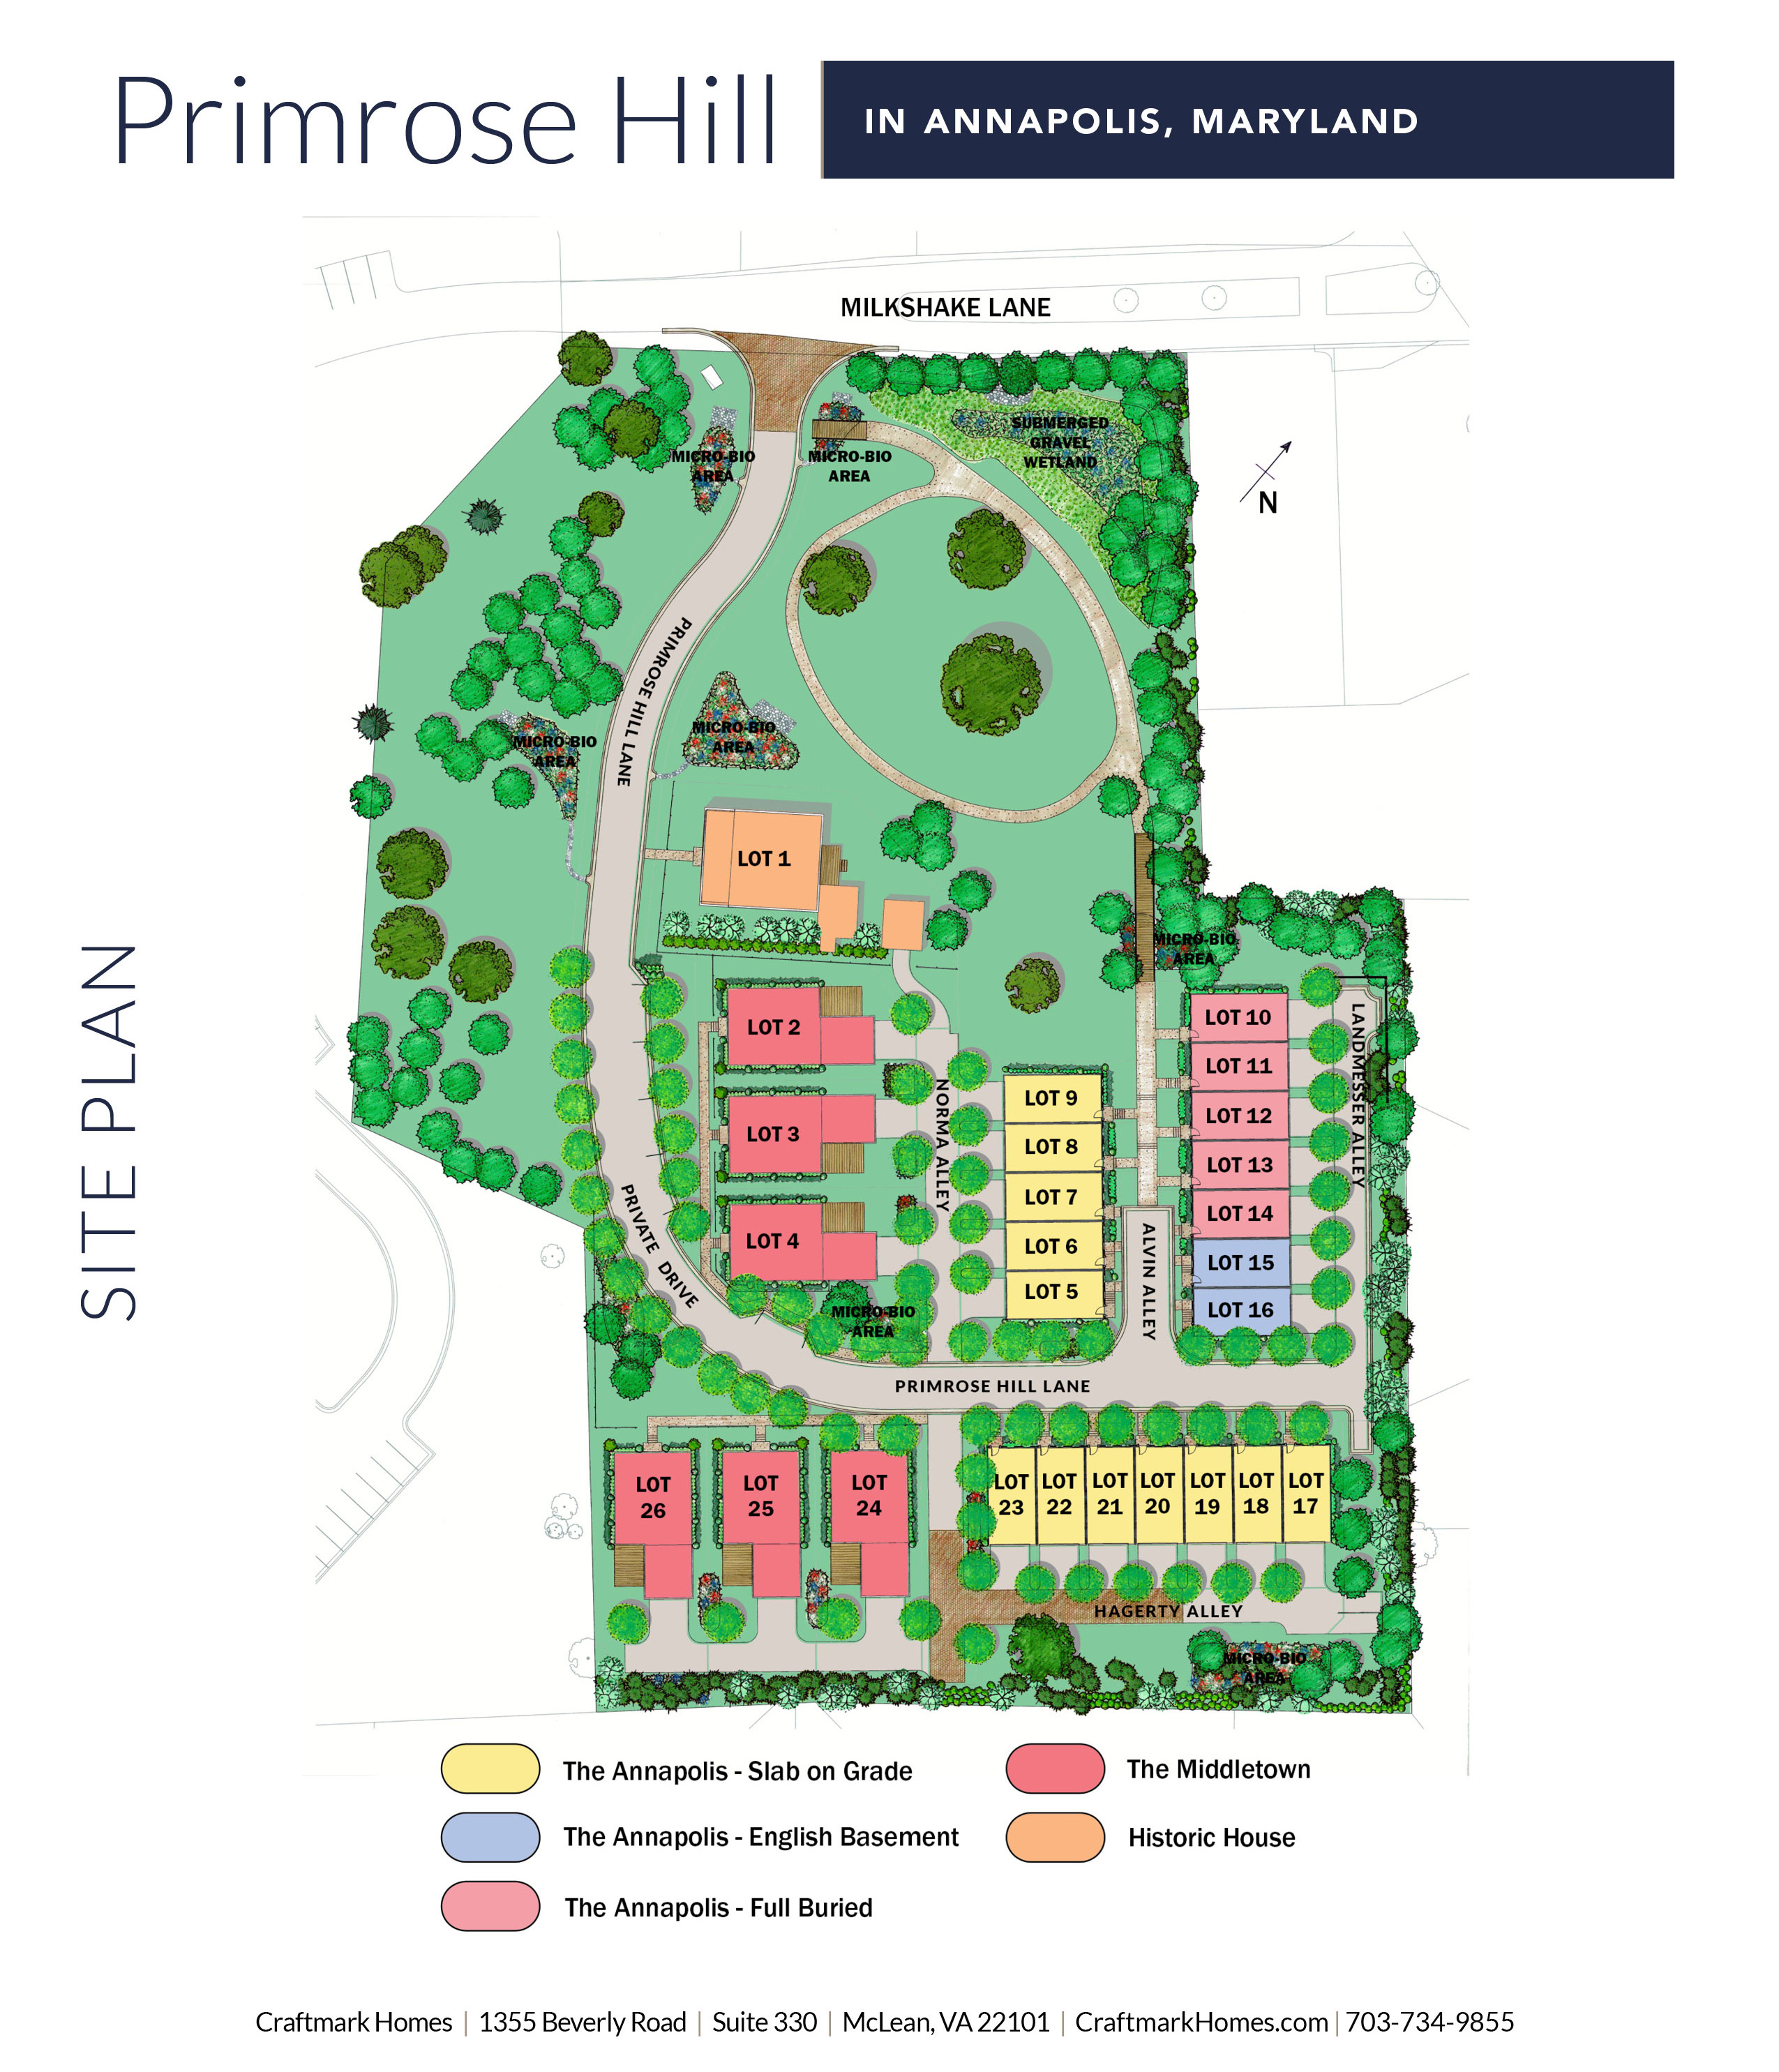 Primrose Hill
IN ANNAPOLIS, MARYLAND
SITE PLAN
MILKSHAKE LANE
SUBMERGED
GRAVEL
WETLAND
MICRO-BIO
AREA
MICRO-BIO
AREA
N
PRIMROSE HILL LANE
MICRO-BIO
AREA
MICRO-BIO
AREA
LOT 1
MICRO-BIO
AREA
LOT 2
LOT 3
LOT 4
NORMA ALLEY
LOT 9
LOT 8
LOT 7
LOT 6
LOT 5
ALVIN ALLEY
LOT 10
LOT 11
LOT 12
LOT 13
LOT 14
LOT 15
LOT 16
LANDMESSER ALLEY
PRIVATE DRIVE
MICRO-BIO
AREA
PRIMROSE HILL LANE
LOT
26
LOT
25
LOT
24
LOT
23
LOT
22
LOT
21
LOT
20
LOT
19
LOT
18
LOT
17
HAGERTY ALLEY
MICRO-BIO
AREA
The Annapolis - Slab on Grade
The Annapolis - English Basement
The Annapolis - Full Buried
The Middletown
Historic House
Craftmark Homes | 1355 Beverly Road | Suite 330 | McLean, VA 22101 | CraftmarkHomes.com | 703-734-9855